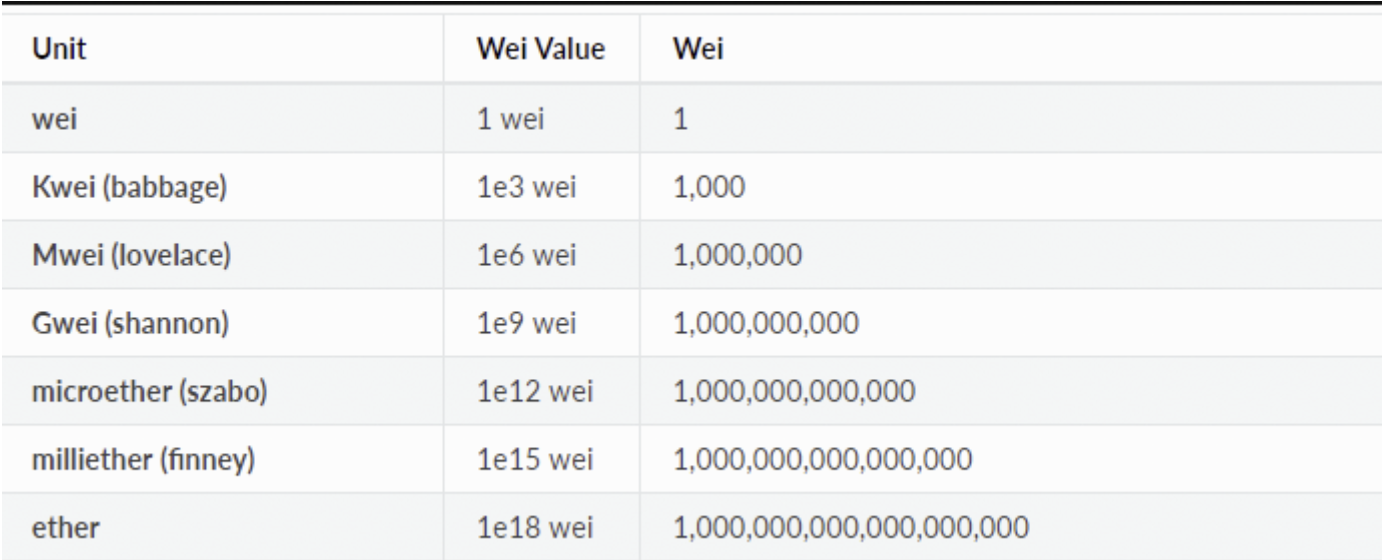 Unit Wei Value Wei
wei 1 wei 1
Kwei (babbage) 1e3 wei 1,000
Mwei (lovelace) 1e6 wei 1,000,000
Gwei (shannon) 1e9 wei 1,000,000,000
microether (szabo) 1e12 wei 1,000,000,000,000
milliether (finney) 1e15 wei 1,000,000,000,000,000
ether 1e18 wei 1,000,000,000,000,000,000